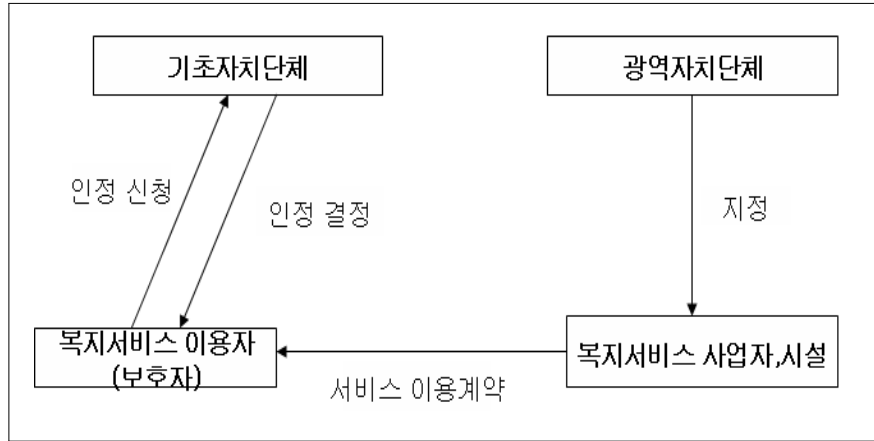 기초자치단체
광역자치단체
인정 신청
인정 결정
지정
복지서비스 이용자
(보호자)
복지서비스 사업자,시설
서비스 이용계약